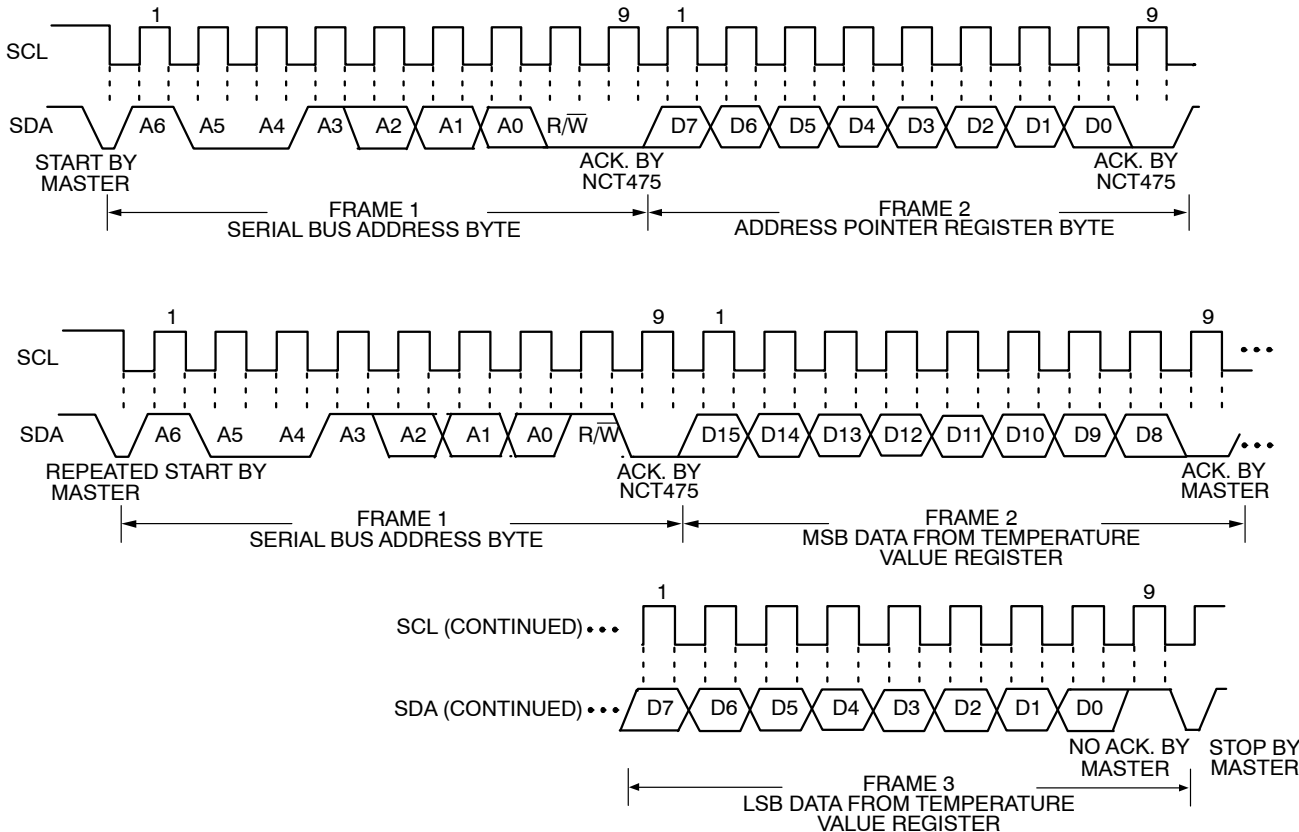 1 9 1 9
SCL
SDA A6 A5 A4 A3 A2 A1 A0 R/W̅ D7 D6 D5 D4 D3 D2 D1 D0
START BY
MASTER
ACK. BY
NCT475
ACK. BY
NCT475
FRAME 1
SERIAL BUS ADDRESS BYTE
FRAME 2
ADDRESS POINTER REGISTER BYTE
1 9 1 9
SCL
SDA A6 A5 A4 A3 A2 A1 A0 R/W̅ D15 D14 D13 D12 D11 D10 D9 D8
REPEATED START BY
MASTER
ACK. BY
NCT475
ACK. BY
MASTER
FRAME 1
SERIAL BUS ADDRESS BYTE
FRAME 2
MSB DATA FROM TEMPERATURE
VALUE REGISTER
1 9
SCL (CONTINUED)
SDA (CONTINUED) D7 D6 D5 D4 D3 D2 D1 D0
NO ACK. BY
MASTER
STOP BY
MASTER
FRAME 3
LSB DATA FROM TEMPERATURE
VALUE REGISTER